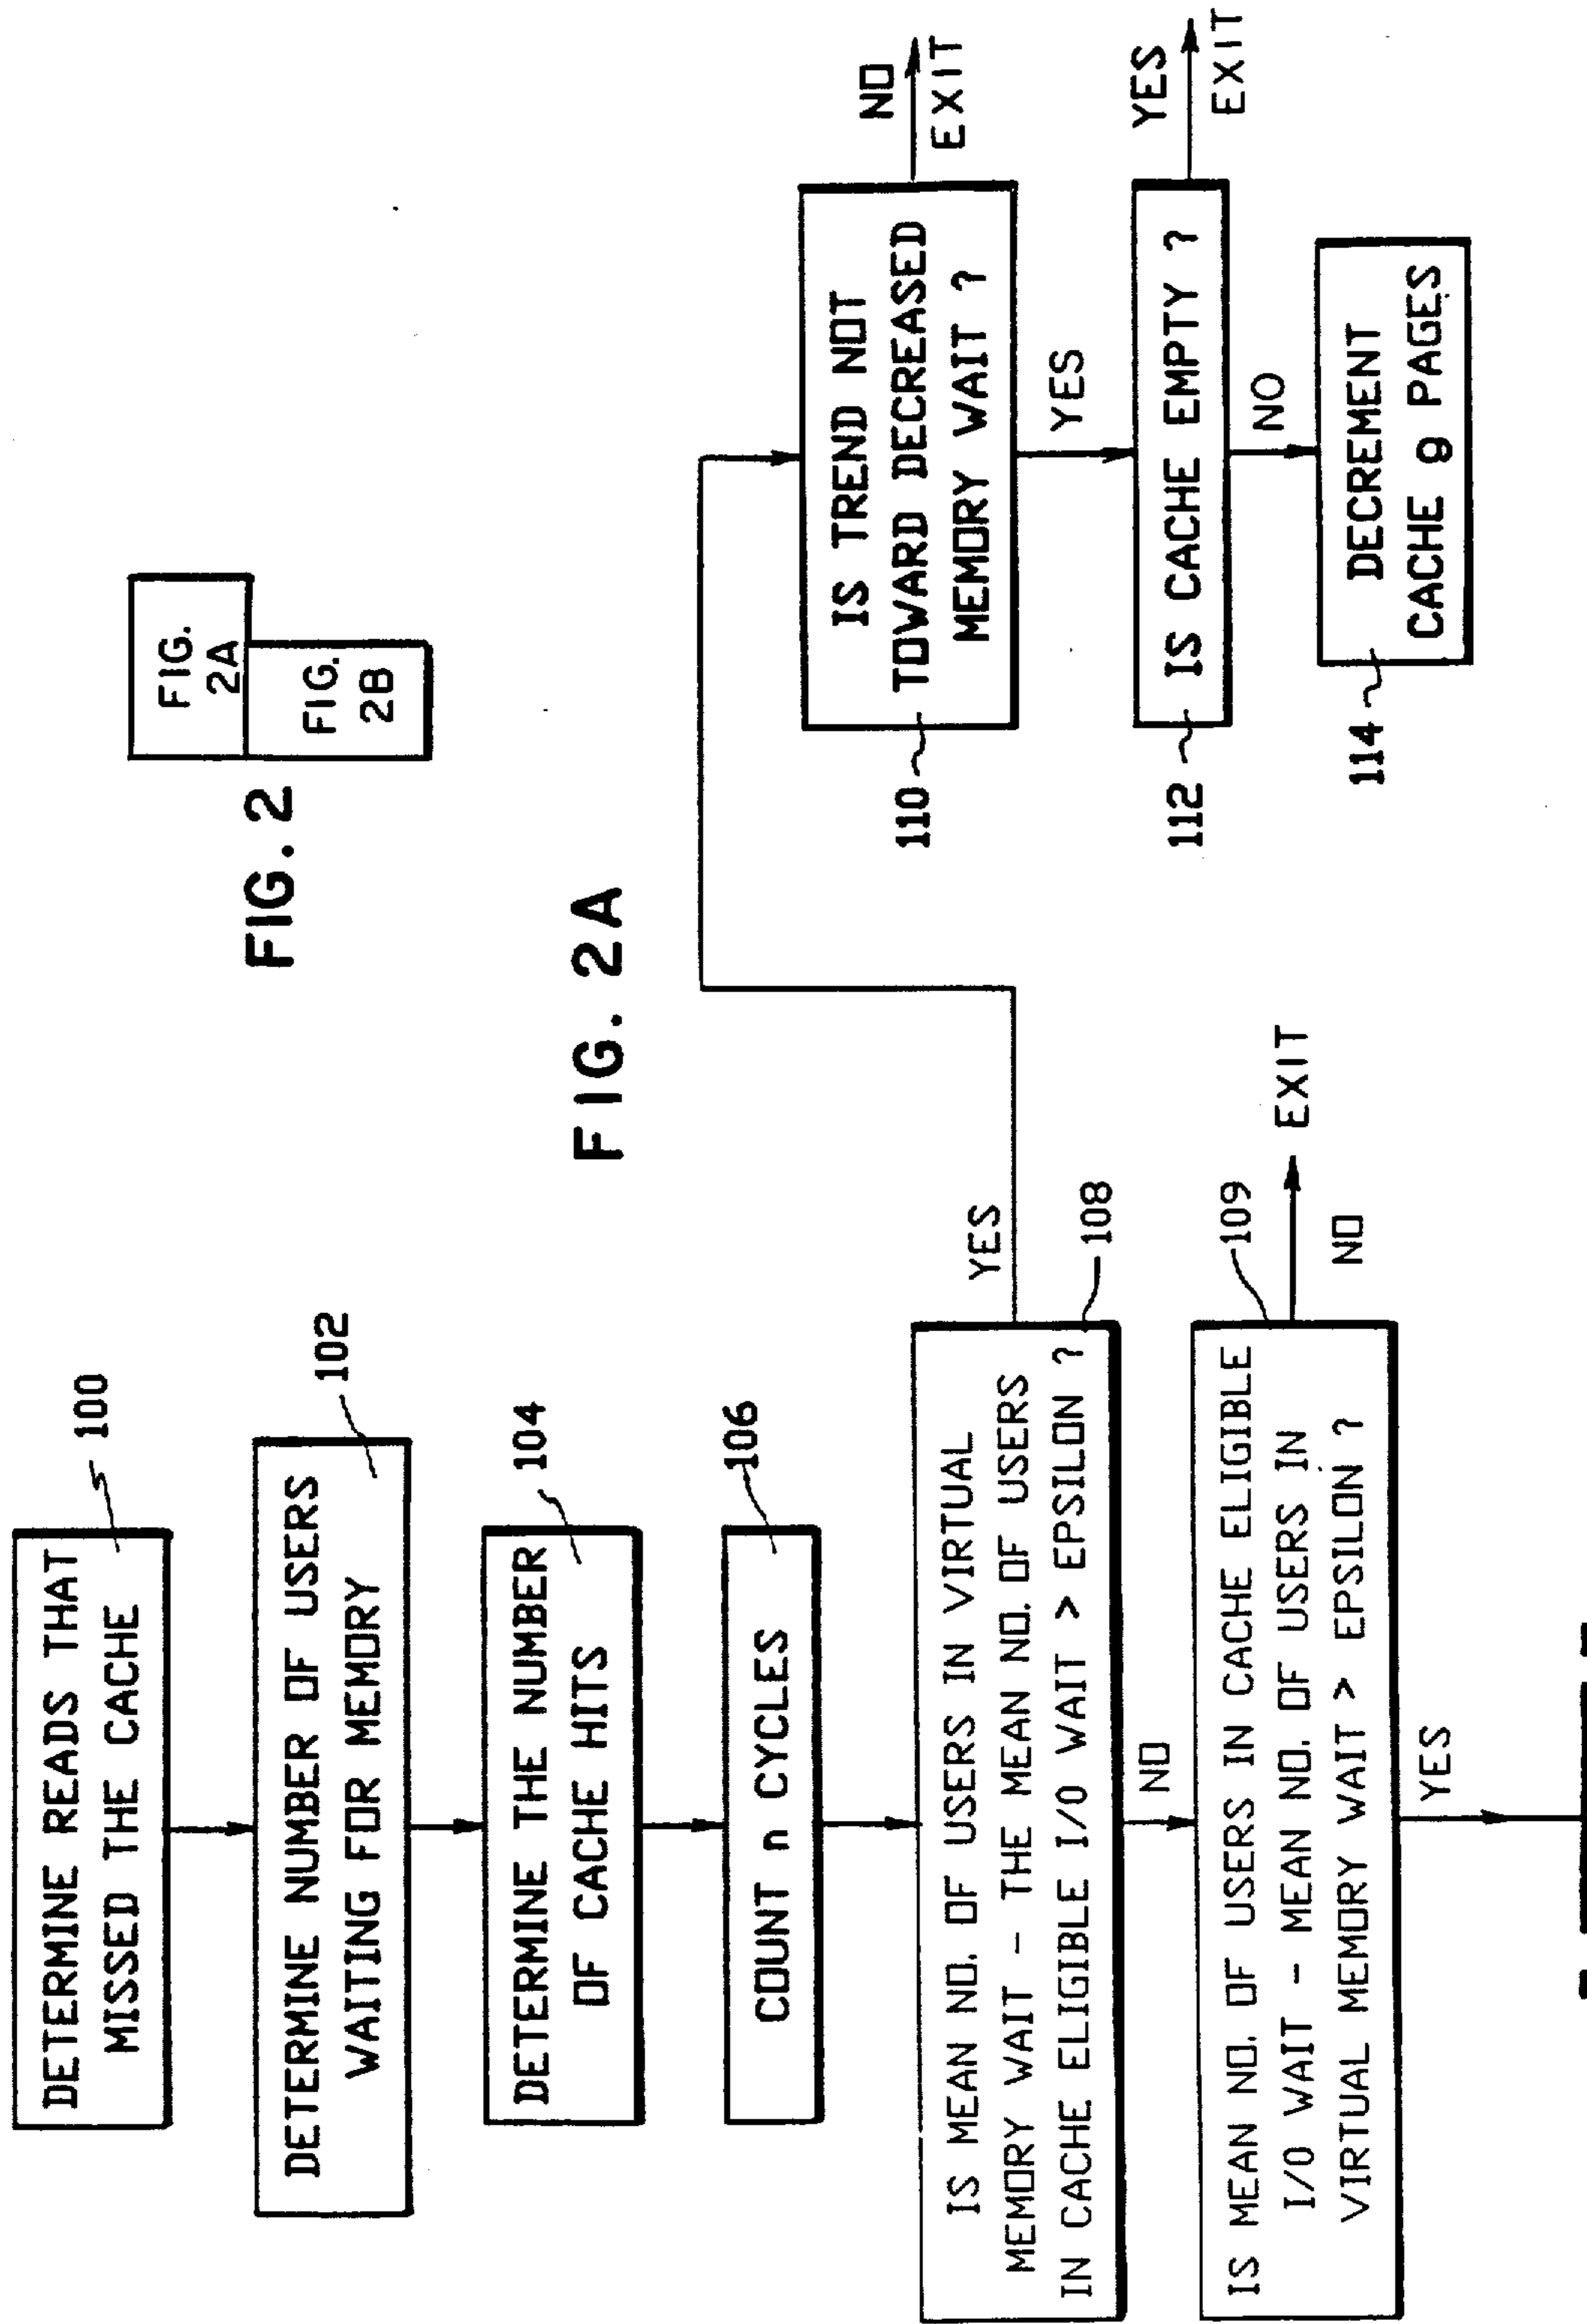 FIG. 2
FIG.
2A
FIG.
2B
FIG. 2A
DETERMINE READS THAT
MISSED THE CACHE
100
DETERMINE NUMBER OF USERS
WAITING FOR MEMORY
102
DETERMINE THE NUMBER
OF CACHE HITS
104
COUNT n CYCLES
106
IS MEAN NO. OF USERS IN VIRTUAL
MEMORY WAIT - THE MEAN NO. OF USERS
IN CACHE ELIGIBLE I/O WAIT > EPSILON ?
108
YES
NO
IS MEAN NO. OF USERS IN CACHE ELIGIBLE
I/O WAIT - MEAN NO. OF USERS IN
VIRTUAL MEMORY WAIT > EPSILON ?
109
NO
EXIT
YES
IS TREND NOT
TOWARD DECREASED
MEMORY WAIT ?
110
NO
EXIT
YES
IS CACHE EMPTY ?
112
YES
EXIT
NO
DECREMENT
CACHE g PAGES
114